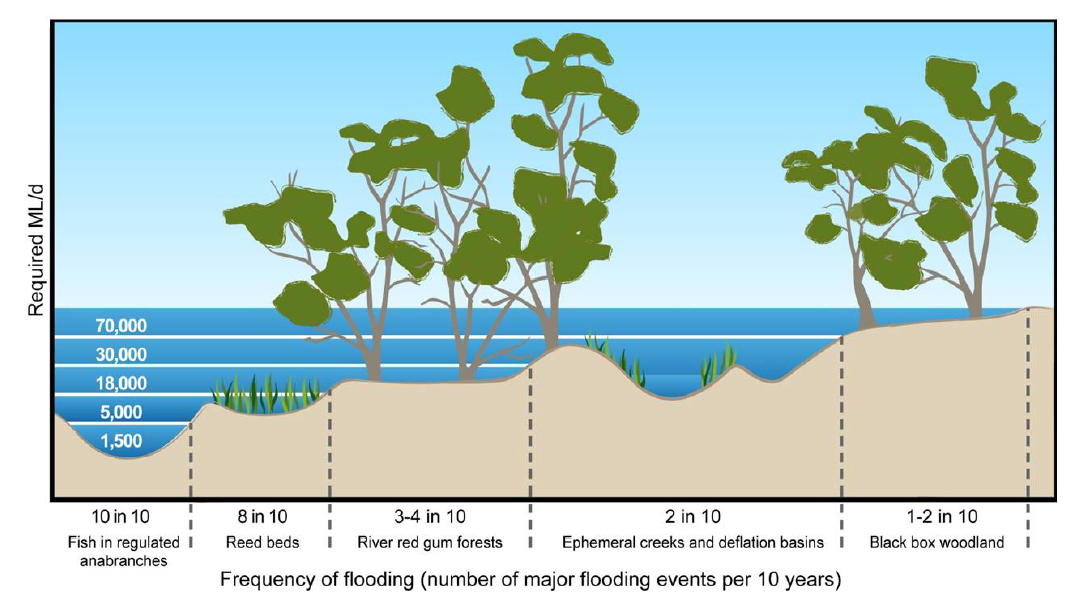 Required ML/d
70,000
30,000
18,000
5,000
1,500
10 in 10
8 in 10
3-4 in 10
2 in 10
1-2 in 10
Fish in regulated
anabranches
Reed beds
River red gum forests
Ephemeral creeks and deflation basins
Black box woodland
Frequency of flooding (number of major flooding events per 10 years)